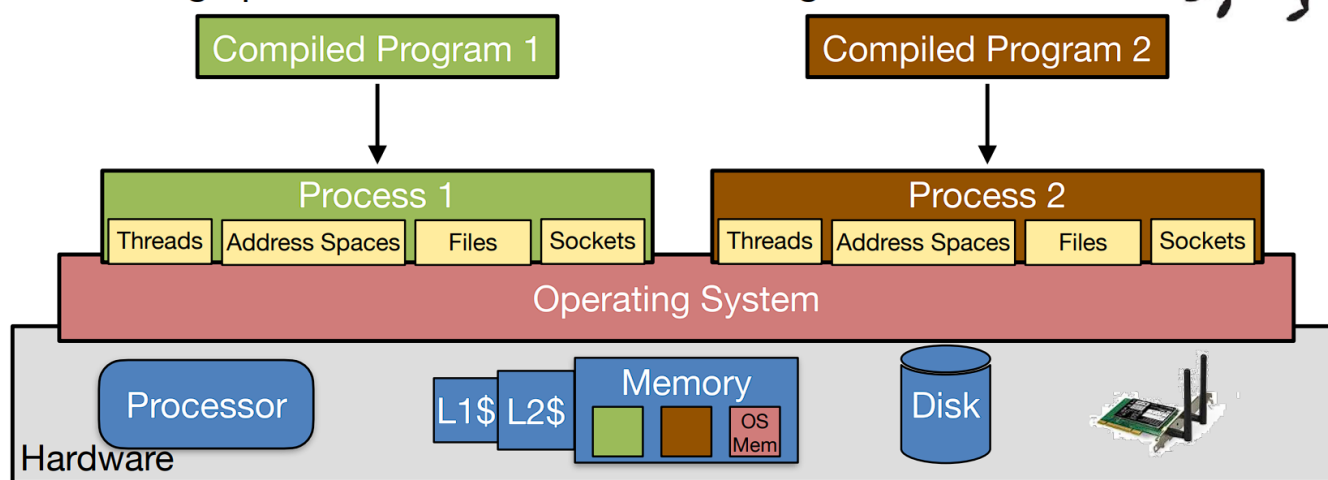 Compiled Program 1
Compiled Program 2
Process 1
Process 2
Threads
Address Spaces
Files
Sockets
Threads
Address Spaces
Files
Sockets
Operating System
Processor
L1$
L2$
Memory
OS
Mem
Disk
Hardware